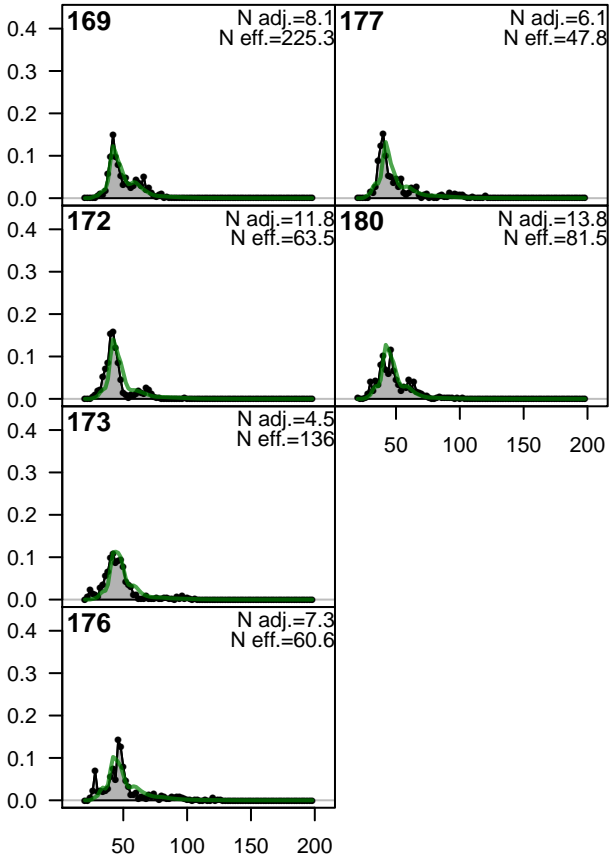 169 N adj.=8.1
N eff.=225.3
177 N adj.=6.1
N eff.=47.8
0.4
0.3
0.2
0.1
0.0
172 N adj.=11.8
N eff.=63.5
180 N adj.=13.8
N eff.=81.5
0.4
0.3
0.2
0.1
0.0
173 N adj.=4.5
N eff.=136
50 100 150 200
0.4
0.3
0.2
0.1
0.0
176 N adj.=7.3
N eff.=60.6
0.4
0.3
0.2
0.1
0.0
50 100 150 200